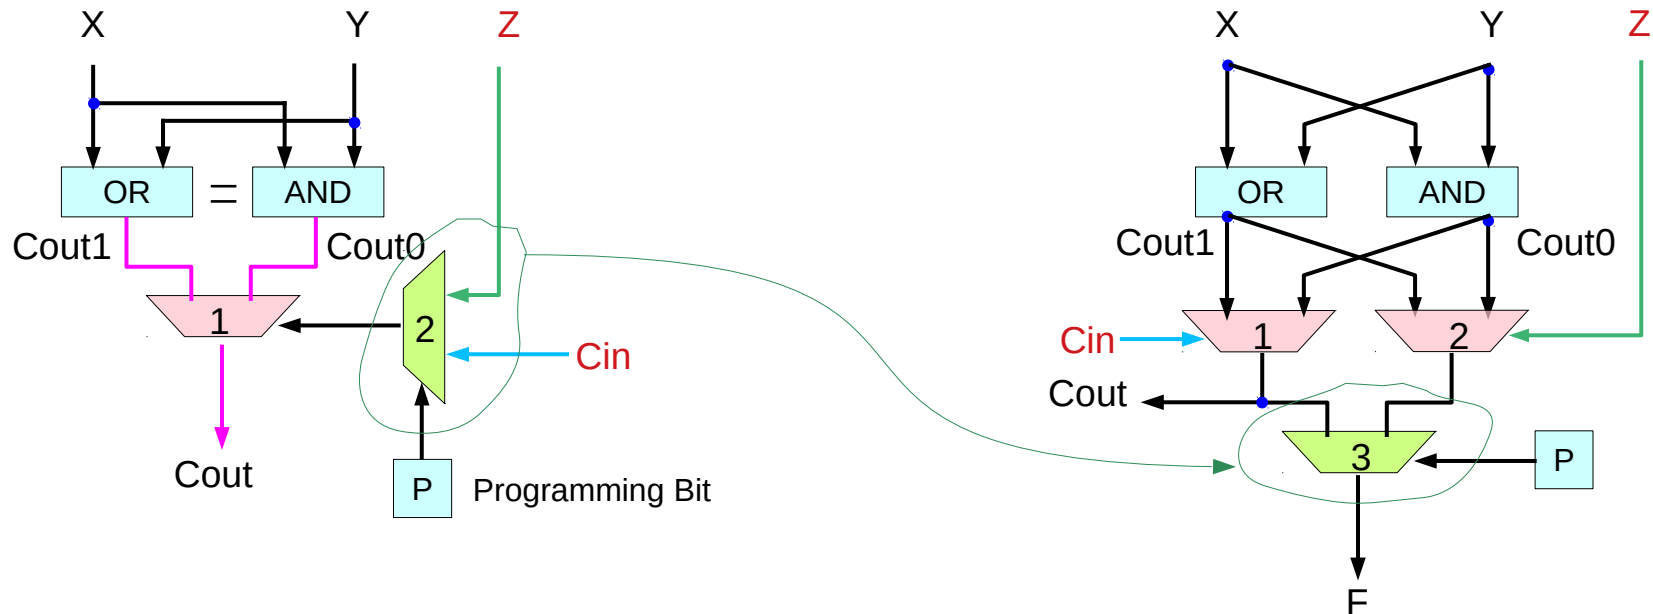 X Y Z
OR = AND
Cout1 Cout0
1
2
Cin
Cout
P Programming Bit
X Y Z
OR AND
Cout1 Cout0
Cin 1 2
Cout
3 P
F